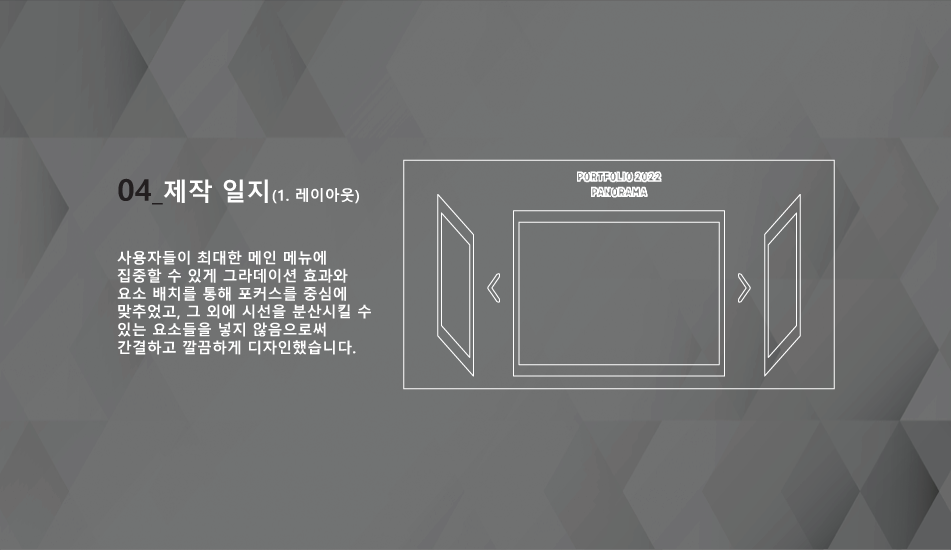 04_제작 일지(1. 레이아웃)
사용자들이 최대한 메인 메뉴에
집중할 수 있게 그라데이션 효과와
요소 배치를 통해 포커스를 중심에
맞추었고, 그 외에 시선을 분산시킬 수
있는 요소들을 넣지 않음으로써
간결하고 깔끔하게 디자인했습니다.
PORTFOLIO 2022
PANORAMA